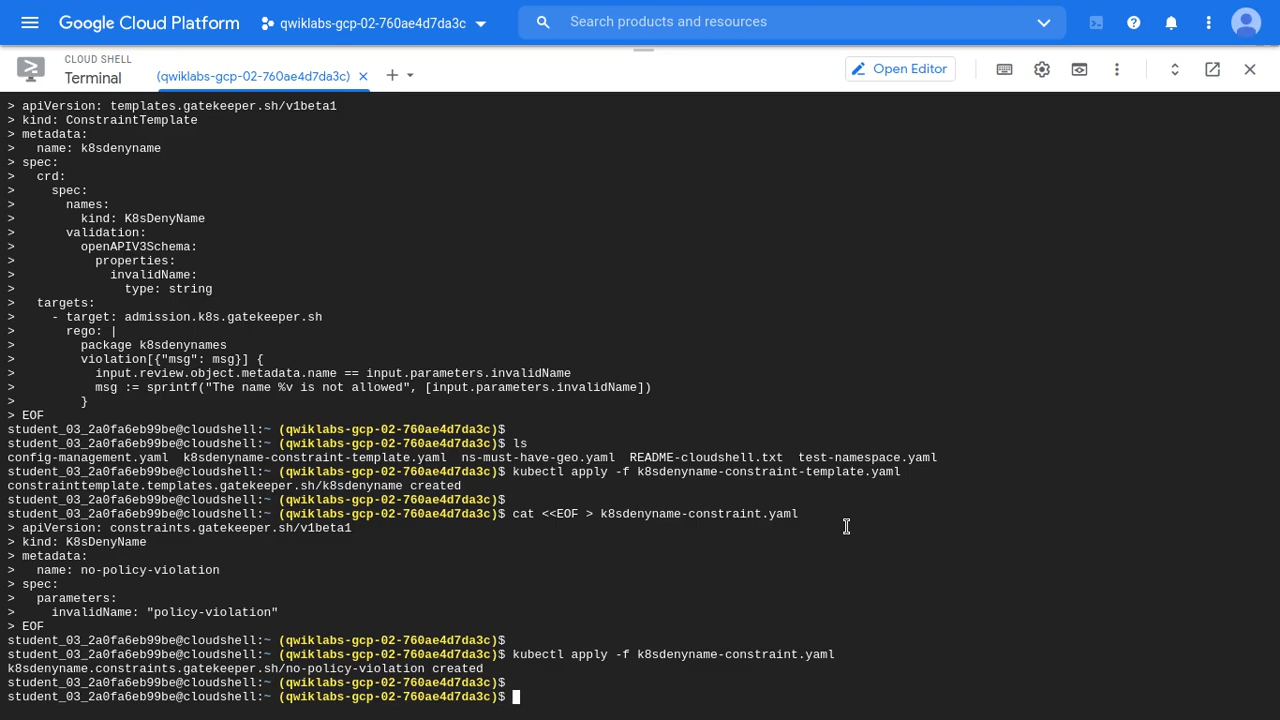 Google Cloud Platform
qwiklabs-gcp-02-760ae4d7da3c
Search products and resources
CLOUD SHELL
Terminal
(qwiklabs-gcp-02-760ae4d7da3c)
Open Editor
> apiVersion: templates.gatekeeper.sh/v1beta1
> kind: ConstraintTemplate
> metadata:
>   name: k8sdenyname
> spec:
>   crd:
>     spec:
>       names:
>         kind: K8sDenyName
>       validation:
>         openAPIV3Schema:
>           properties:
>             invalidName:
>               type: string
>   targets:
>     - target: admission.k8s.gatekeeper.sh
>       rego: |
>         package k8sdenynames
>         violation[{"msg": msg}] {
>           input.review.object.metadata.name == input.parameters.invalidName
>           msg := sprintf("The name %v is not allowed", [input.parameters.invalidName])
>         }
> EOF
student_03_2a0fa6eb99be@cloudshell:~ (qwiklabs-gcp-02-760ae4d7da3c)$
student_03_2a0fa6eb99be@cloudshell:~ (qwiklabs-gcp-02-760ae4d7da3c)$ ls
config-management.yaml  k8sdenyname-constraint-template.yaml  ns-must-have-geo.yaml  README-cloudshell.txt  test-namespace.yaml
student_03_2a0fa6eb99be@cloudshell:~ (qwiklabs-gcp-02-760ae4d7da3c)$ kubectl apply -f k8sdenyname-constraint-template.yaml
constrainttemplate.templates.gatekeeper.sh/k8sdenyname created
student_03_2a0fa6eb99be@cloudshell:~ (qwiklabs-gcp-02-760ae4d7da3c)$
student_03_2a0fa6eb99be@cloudshell:~ (qwiklabs-gcp-02-760ae4d7da3c)$ cat <<EOF > k8sdenyname-constraint.yaml
> apiVersion: constraints.gatekeeper.sh/v1beta1
> kind: K8sDenyName
> metadata:
>   name: no-policy-violation
> spec:
>   parameters:
>     invalidName: "policy-violation"
> EOF
student_03_2a0fa6eb99be@cloudshell:~ (qwiklabs-gcp-02-760ae4d7da3c)$
student_03_2a0fa6eb99be@cloudshell:~ (qwiklabs-gcp-02-760ae4d7da3c)$ kubectl apply -f k8sdenyname-constraint.yaml
k8sdenyname.constraints.gatekeeper.sh/no-policy-violation created
student_03_2a0fa6eb99be@cloudshell:~ (qwiklabs-gcp-02-760ae4d7da3c)$
student_03_2a0fa6eb99be@cloudshell:~ (qwiklabs-gcp-02-760ae4d7da3c)$